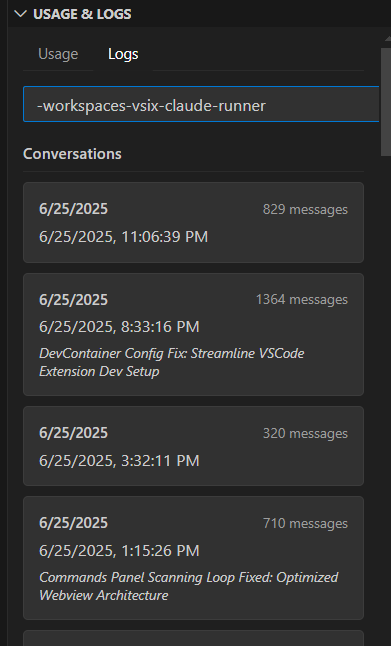 USAGE & LOGS
Usage Logs
-workspaces-vsix-claude-runner
Conversations
6/25/2025 829 messages
6/25/2025, 11:06:39 PM
6/25/2025 1364 messages
6/25/2025, 8:33:16 PM
DevContainer Config Fix: Streamline VSCode
Extension Dev Setup
6/25/2025 320 messages
6/25/2025, 3:32:11 PM
6/25/2025 710 messages
6/25/2025, 1:15:26 PM
Commands Panel Scanning Loop Fixed: Optimized
Webview Architecture